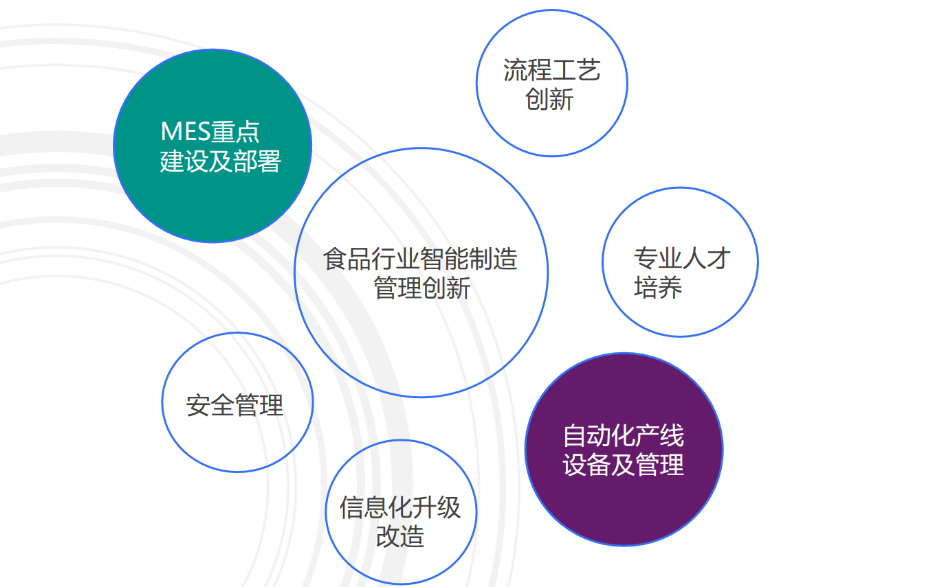 流程工艺
创新
MES重点
建设及部署
食品行业智能制造
管理创新
专业人才
培养
安全管理
自动化产线
设备及管理
信息化升级
改造